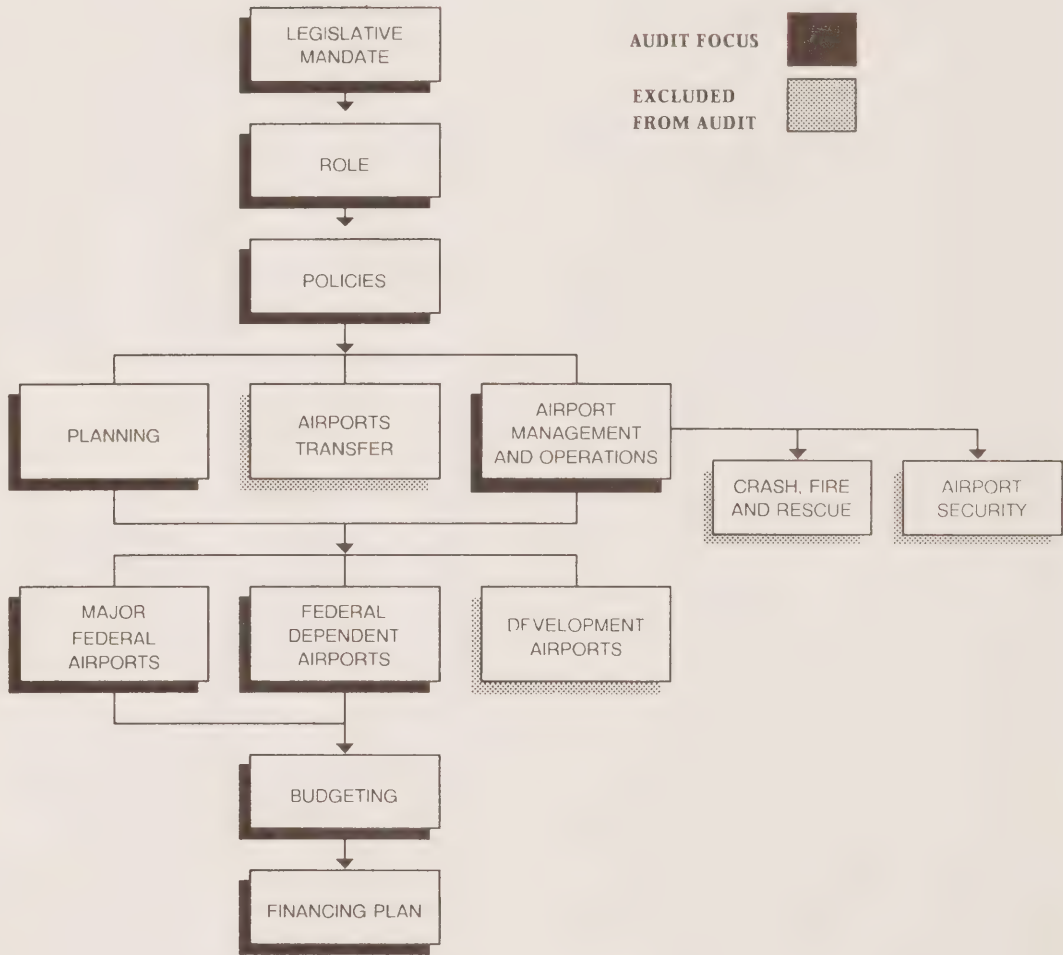 LEGISLATIVE
MANDATE
AUDIT FOCUS
EXCLUDED
FROM AUDIT
ROLE
POLICIES
PLANNING
AIRPORTS
TRANSFER
AIRPORT
MANAGEMENT
AND OPERATIONS
CRASH, FIRE
AND RESCUE
AIRPORT
SECURITY
MAJOR
FEDERAL
AIRPORTS
FEDERAL
DEPENDENT
AIRPORTS
DEVELOPMENT
AIRPORTS
BUDGETING
FINANCING PLAN